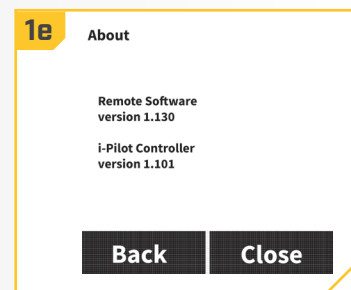 1e
About
Remote Software
version 1.130
i-Pilot Controller
version 1.101
Back
Close